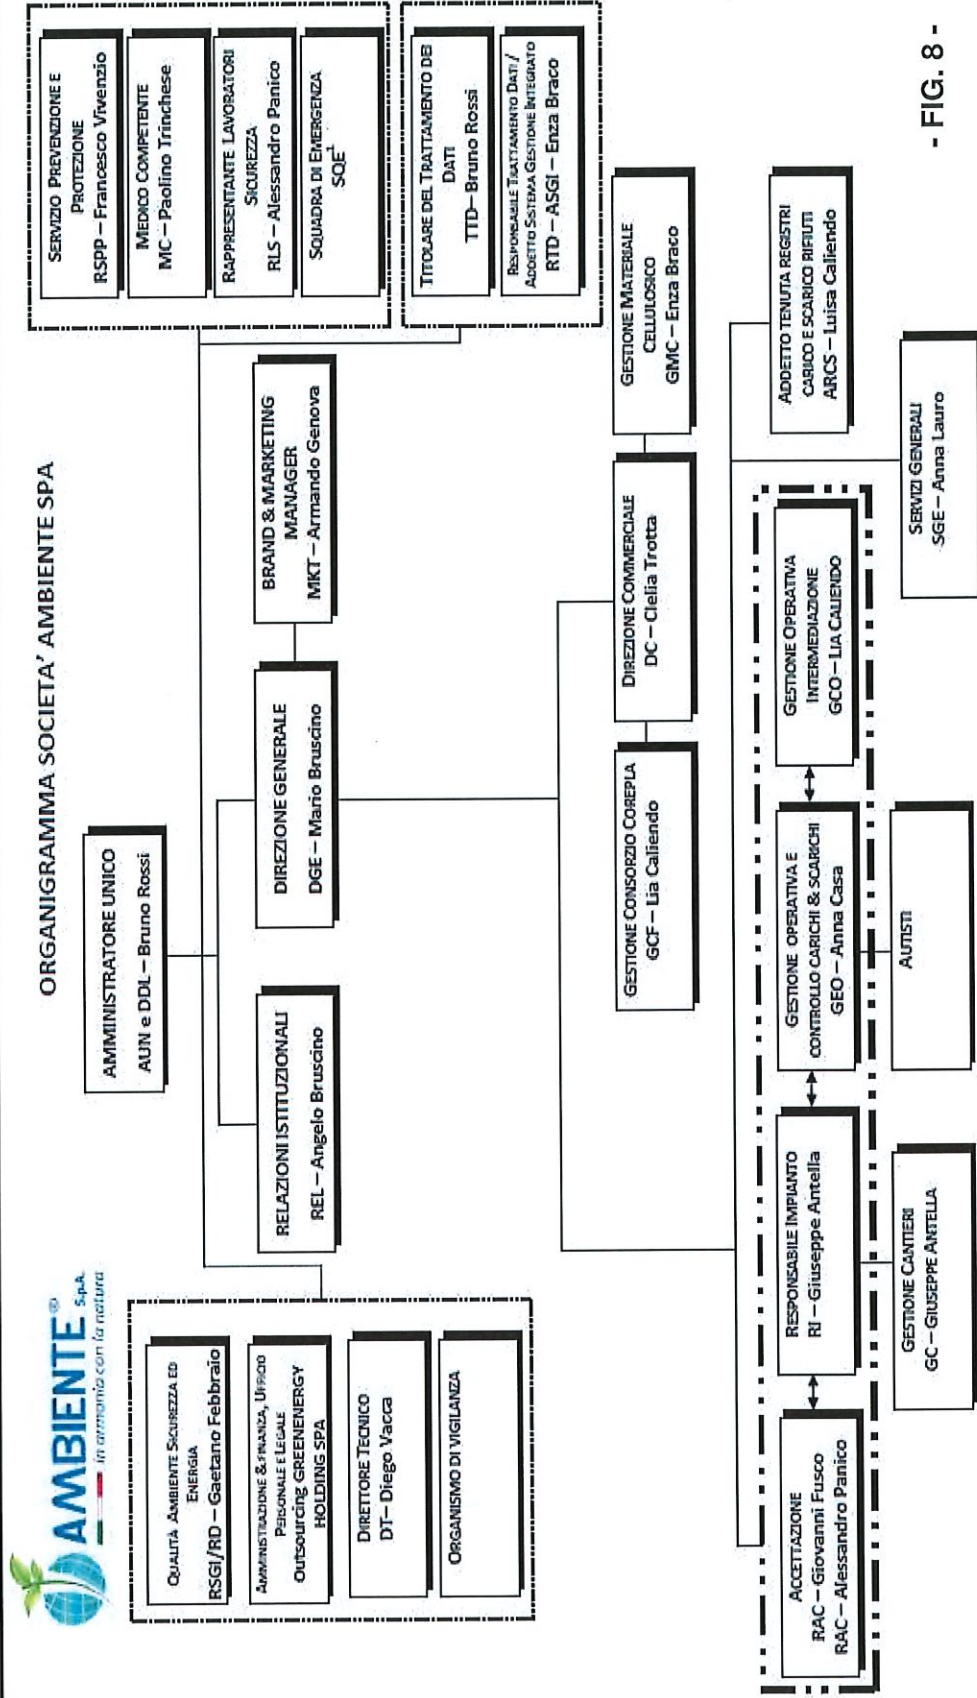 AMBIENTE®
S.p.A.
in armonia con la natura
ORGANIGRAMMA SOCIETA' AMBIENTE SPA
AMMINISTRATORE UNICO
AUN e DDL – Bruno Rossi
SERVIZIO PREVENZIONE E
PROTEZIONE
RSPP – Francesco Vivenzio
MEDICO COMPETENTE
MC – Paolino Trinchese
RAPPRESENTANTE LAVORATORI
SICUREZZA
RLS – Alessandro Panico
SQUADRA DI EMERGENZA
SQE¹
TITOLARE DEL TRATTAMENTO DEI
DATI
TTD – Bruno Rossi
RESPONSABILE TRATTAMENTO DATI /
ADDETTO SISTEMA GESTIONE INTEGRATO
RTD – ASGI – Enza Braco
QUALITÀ AMBIENTE SICUREZZA ED
ENERGIA
RSGI/RD – Gaetano Febbraio
AMMINISTRAZIONE & FINANZA, UFFICIO
PERSONALE E LEGALE
Outsourcing GREENENERGY
HOLDING SPA
DIRETTORE TECNICO
DT – Diego Vacca
ORGANISMO DI VIGILANZA
RELAZIONI ISTITUZIONALI
REL – Angelo Bruscino
DIREZIONE GENERALE
DGE – Mario Bruscino
BRAND & MARKETING
MANAGER
MKT – Armando Genova
GESTIONE CONSORZIO COREPLA
GCF – Lia Caliendo
DIREZIONE COMMERCIALE
DC – Clelia Trotta
GESTIONE MATERIALE
CELLULOSICO
GMC – Enza Braco
ACCETTAZIONE
RAC – Giovanni Fusco
RAC – Alessandro Panico
RESPONSABILE IMPIANTO
RI – Giuseppe Antella
GESTIONE OPERATIVA E
CONTROLLO CARICHI & SCARICHI
GEO – Anna Casa
GESTIONE OPERATIVA
INTERMEDIAZIONE
GCO – LIA CALIENDO
ADDETTO TENUTA REGISTRI
CARICO E SCARICO RIFIUTI
ARCS – Luisa Caliendo
GESTIONE CANTIERI
GC – GIUSEPPE ANTELLA
AUTISTI
SERVIZI GENERALI
SGE – Anna Lauro
- FIG. 8 -